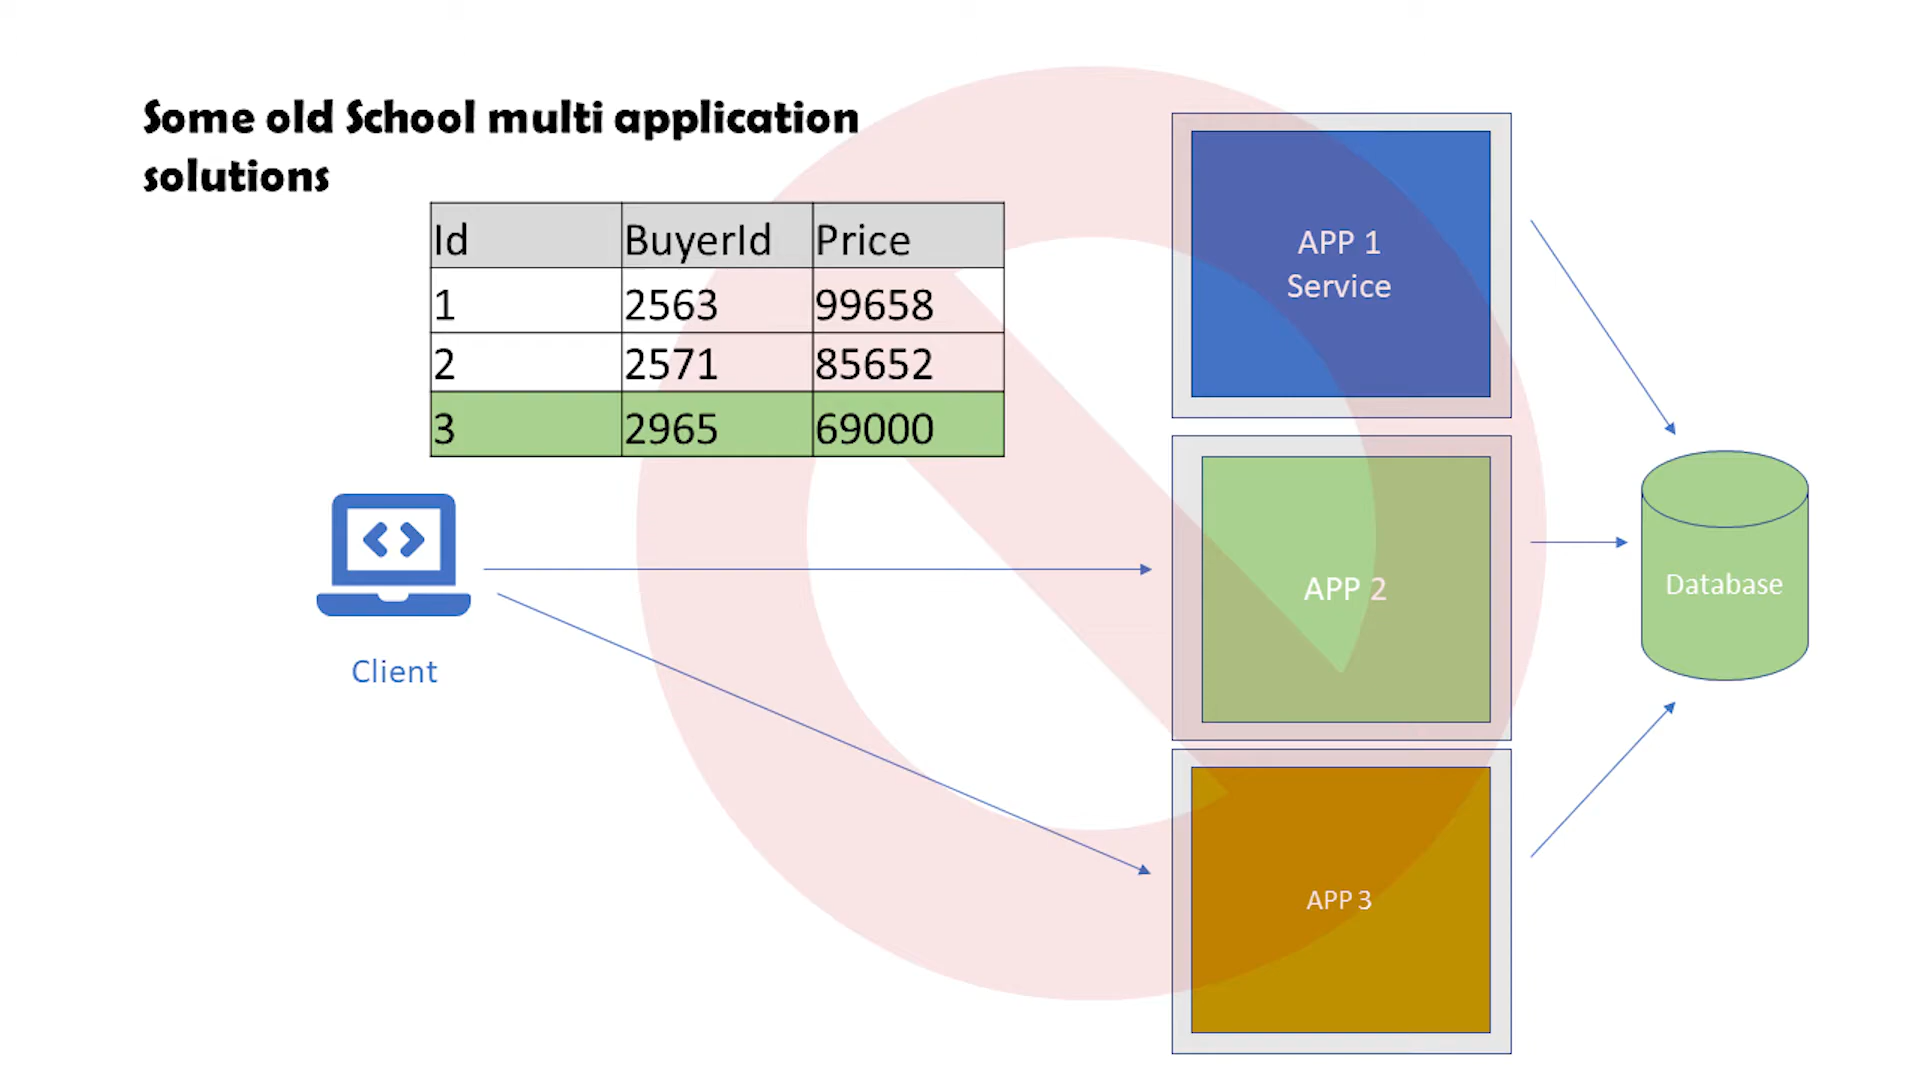 Some old School multi application
solutions
Id BuyerId Price
1 2563 99658
2 2571 85652
3 2965 69000
APP 1
Service
APP 2
Database
Client
APP 3